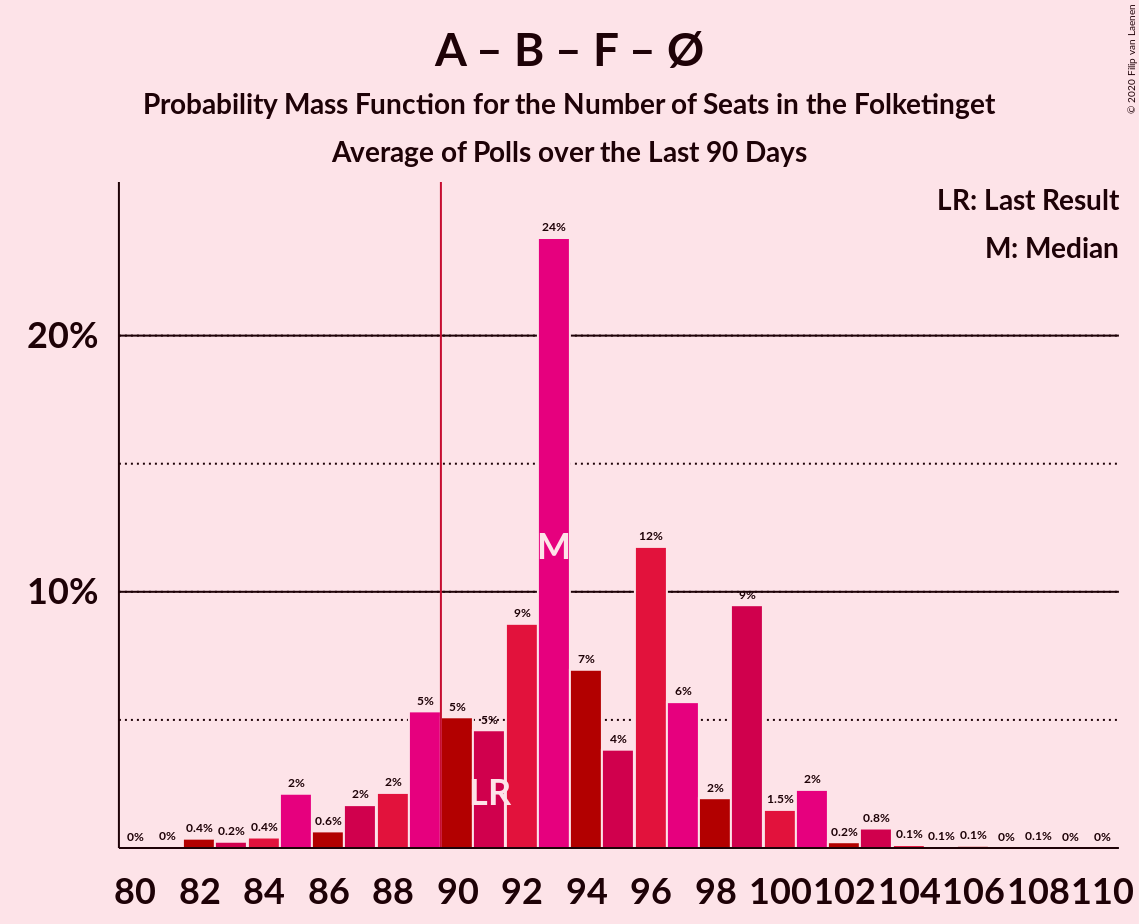 A – B – F – Ø
Probability Mass Function for the Number of Seats in the Folketinget
Average of Polls over the Last 90 Days
© 2020 Filip van Laenen
LR: Last Result
M: Median
20%
10%
0% 0% 0.4% 0.2% 0.4% 2% 0.6% 2% 2% 5% 5% 5% 9% 24% 7% 4% 12% 6% 2% 9% 1.5% 2% 0.2% 0.8% 0.1% 0.1% 0.1% 0% 0.1% 0% 0%
M
LR
80 82 84 86 88 90 92 94 96 98 100 102 104 106 108 110